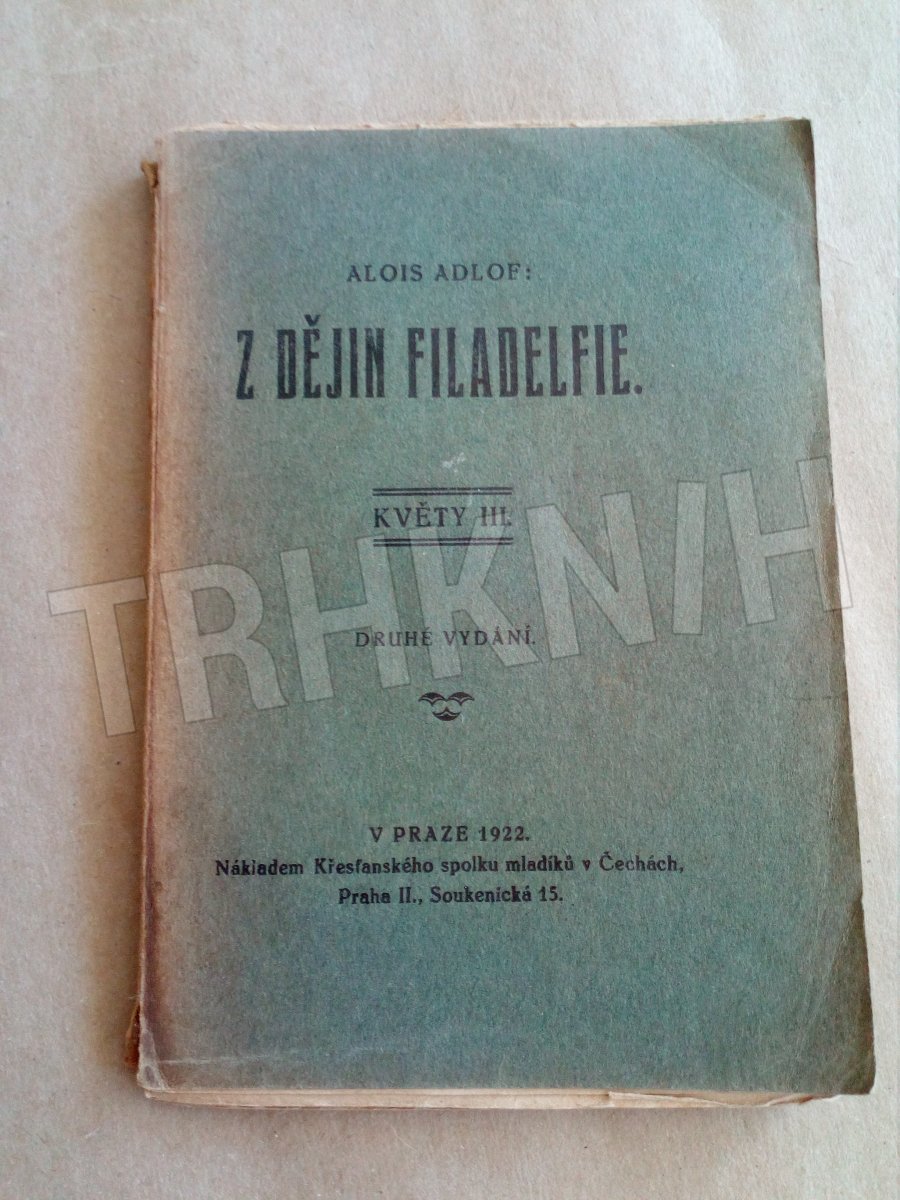 ALOIS ADLOF:
Z DĚJIN FILADELFIE.
KVĚTY III.
DRUHÉ VYDÁNÍ.
V PRAZE 1922.
Nákladem Křesťanského spolku mladíků v Čechách,
Praha II., Soukenická 15.
TRHKNIH